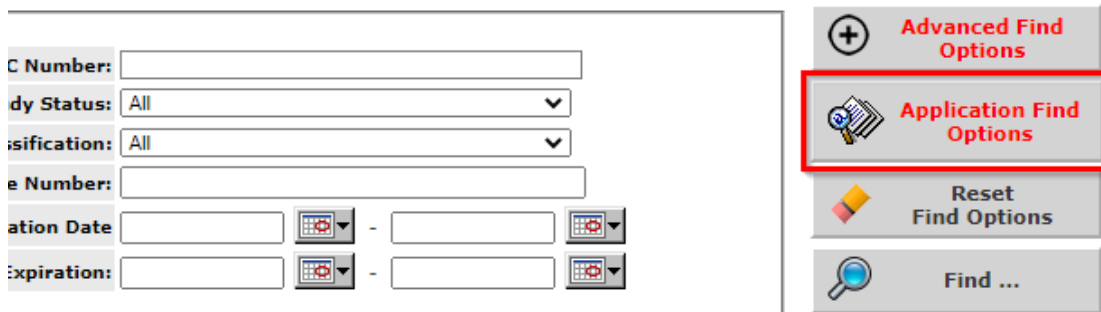 C Number:
dy Status: All
ssification: All
e Number:
ation Date -
Expiration: -
Advanced Find
Options
Application Find
Options
Reset
Find Options
Find ...